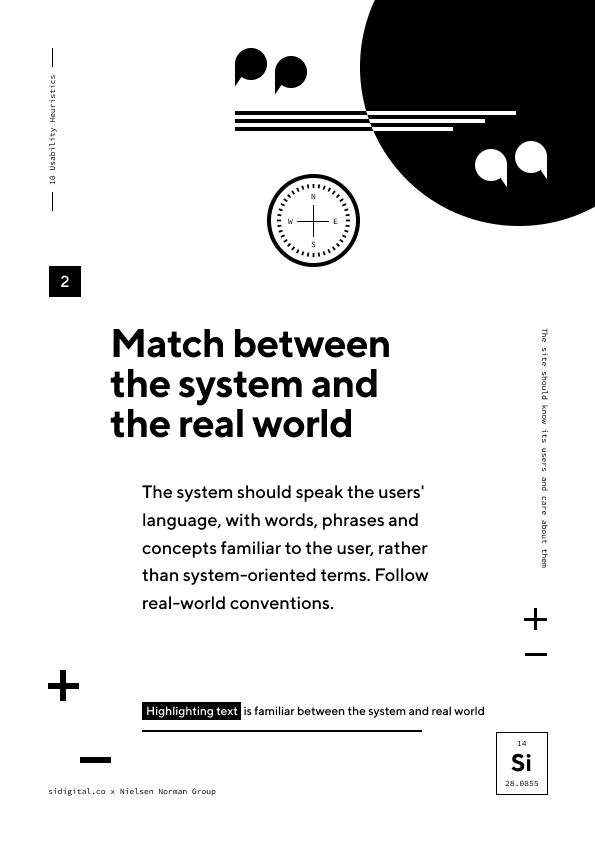 10 Usability Heuristics
N
W E
S
2
Match between
the system and
the real world
The site should know its users and care about them
The system should speak the users'
language, with words, phrases and
concepts familiar to the user, rather
than system-oriented terms. Follow
real-world conventions.
Highlighting text is familiar between the system and real world
14
Si
28.0855
sidigital.co x Nielsen Norman Group